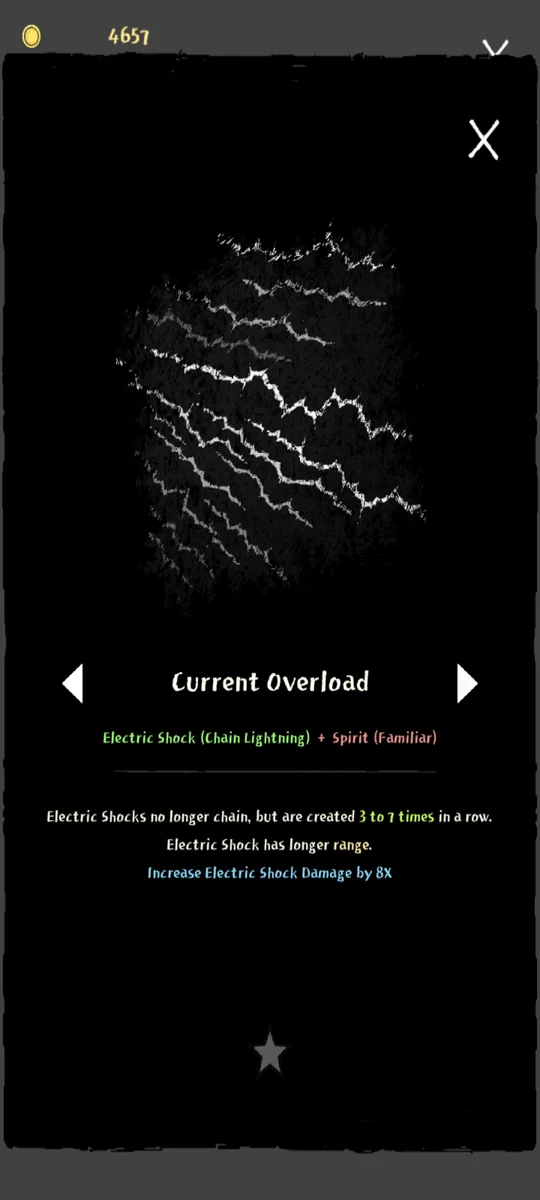 4657
X
Current Overload
Electric Shock (Chain Lightning) + Spirit (Familiar)
Electric Shocks no longer chain, but are created 3 to 7 times in a row.
Electric Shock has longer range.
Increase Electric Shock Damage by 8X